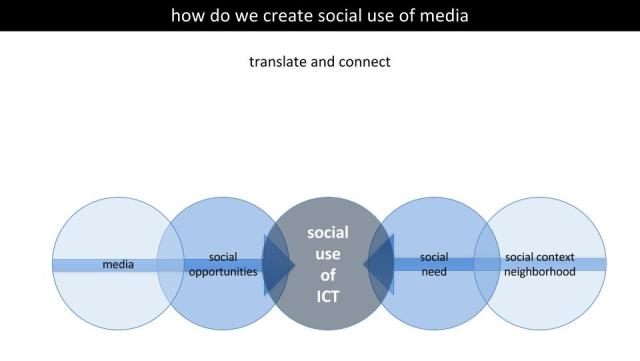 how do we create social use of media
translate and connect
media
social
opportunities
social
use
of
ICT
social
need
social context
neighborhood